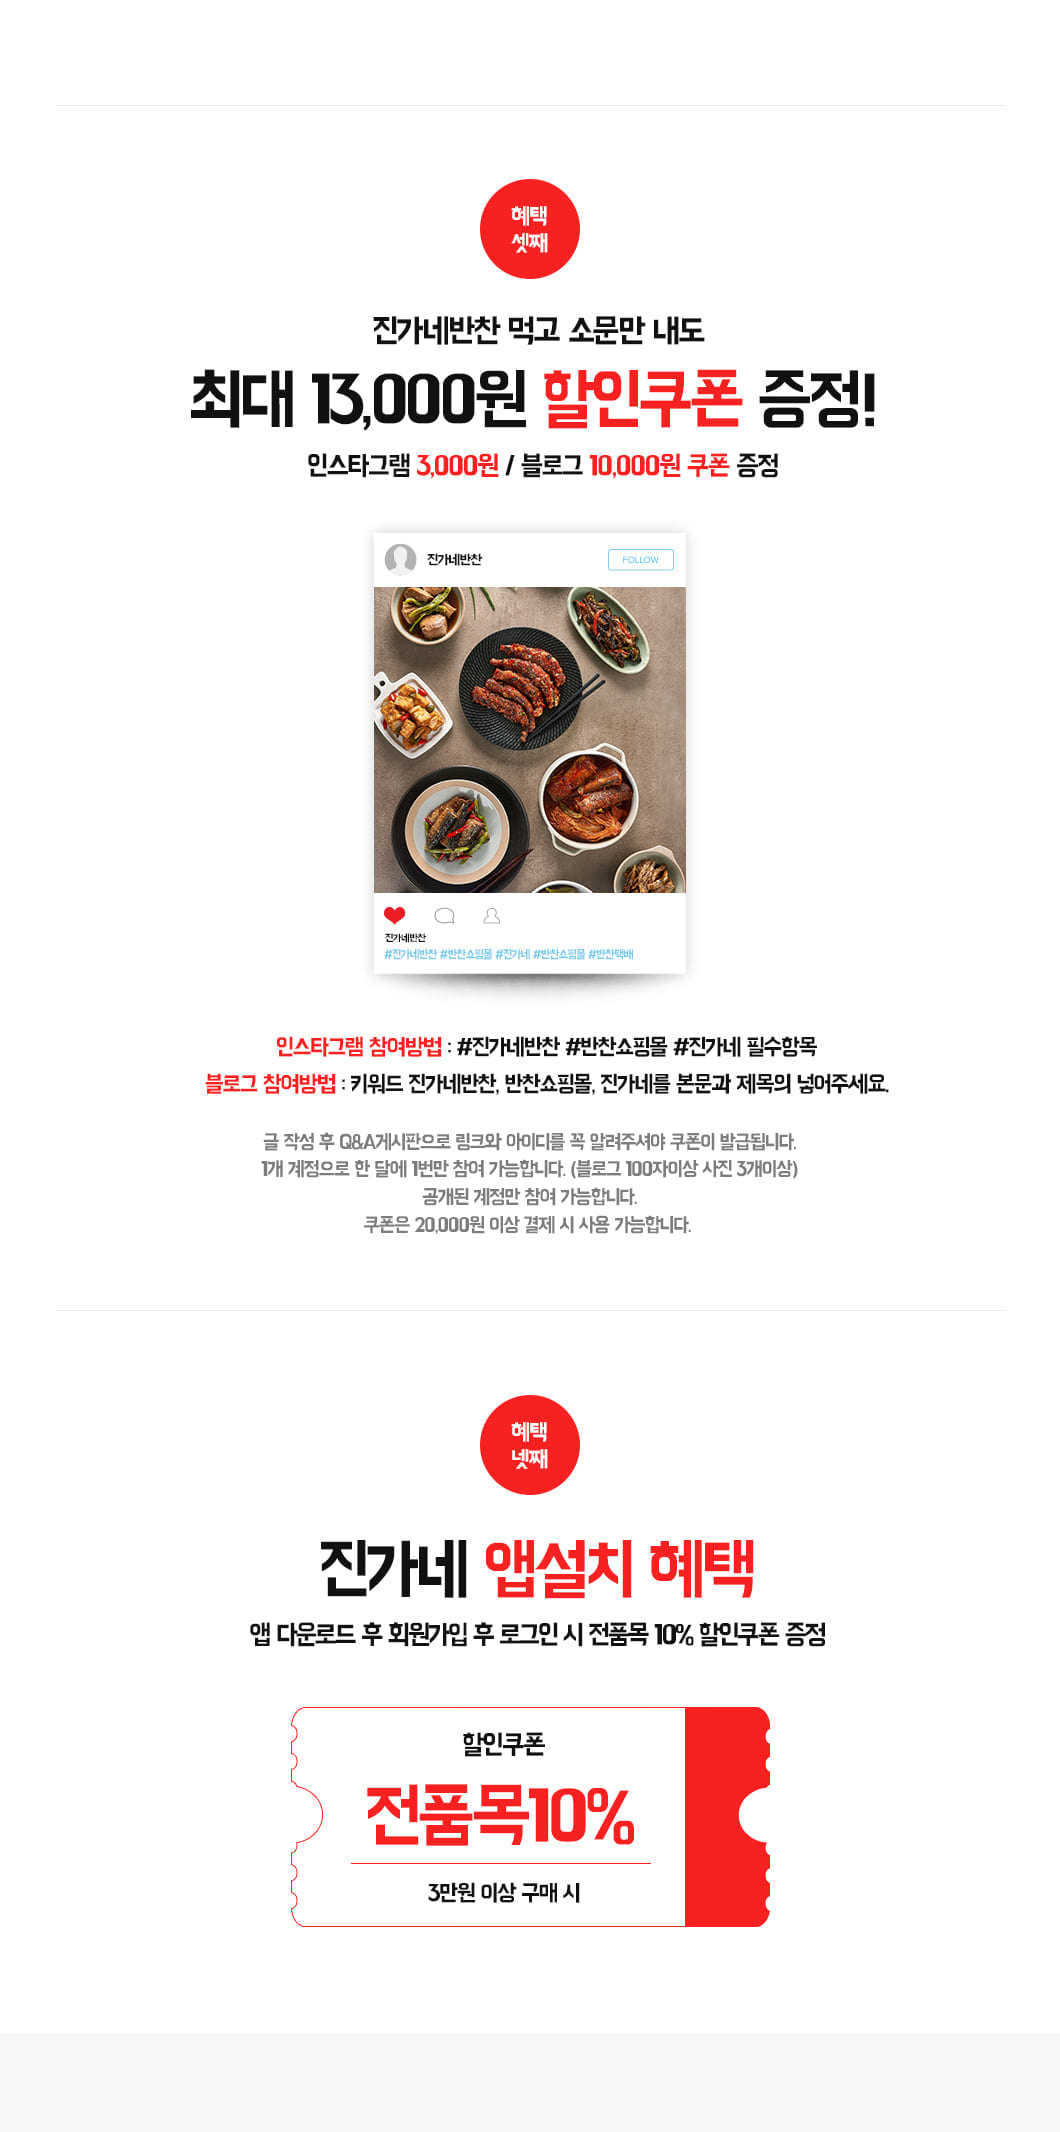 혜택
셋째
진가네반찬 먹고 소문만 내도
최대 13,000원 할인쿠폰 증정!
인스타그램 3,000원 / 블로그 10,000원 쿠폰 증정
진가네반찬
FOLLOW
진가네반찬
#진가네반찬 #반찬쇼핑몰 #진가네 #반찬쇼핑몰 #반찬택배
인스타그램 참여방법 : #진가네반찬 #반찬쇼핑몰 #진가네 필수항목
블로그 참여방법 : 키워드 진가네반찬, 반찬쇼핑몰, 진가네를 본문과 제목의 넣어주세요.
글 작성 후 Q&A게시판으로 링크와 아이디를 꼭 알려주셔야 쿠폰이 발급됩니다.
1개 계정으로 한 달에 1번만 참여 가능합니다. (블로그 100자이상 사진 3개이상)
공개된 계정만 참여 가능합니다.
쿠폰은 20,000원 이상 결제 시 사용 가능합니다.
혜택
넷째
진가네 앱설치 혜택
앱 다운로드 후 회원가입 후 로그인 시 전품목 10% 할인쿠폰 증정
할인쿠폰
전품목10%
3만원 이상 구매 시